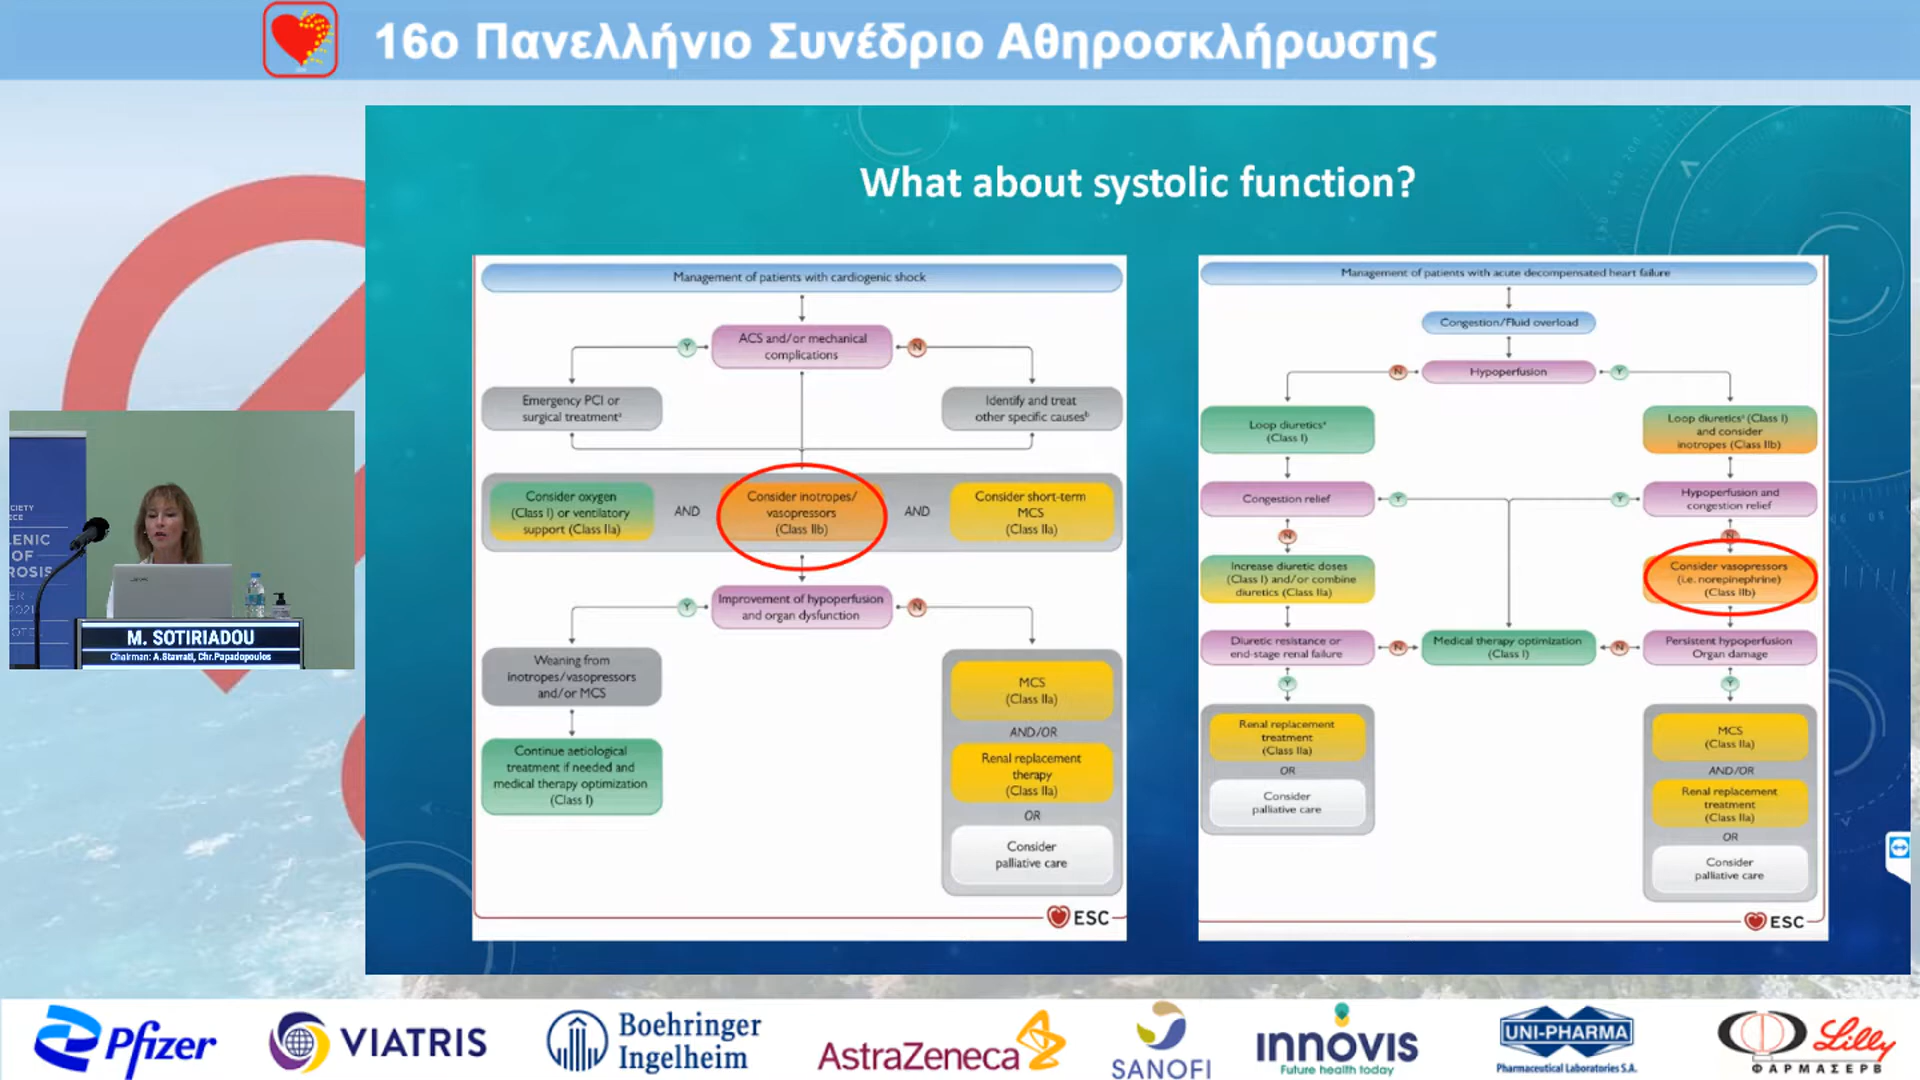 16ο Πανελλήνιο Συνέδριο Αθηροσκλήρωσης
What about systolic function?
Management of patients with cardiogenic shock
ACS and/or mechanical
complications
Y
N
Emergency PCI or
surgical treatmentᵃ
Identify and treat
other specific causesᵇ
Consider oxygen
(Class I) or ventilatory
support (Class IIa)
AND
Consider inotropes/
vasopressors
(Class IIb)
AND
Consider short-term
MCS
(Class IIa)
Improvement of hypoperfusion
and organ dysfunction
Y
N
Weaning from
inotropes/vasopressors
and/or MCS
Continue aetiological
treatment if needed and
medical therapy optimization
(Class I)
MCS
(Class IIa)
AND/OR
Renal replacement
therapy
(Class IIa)
OR
Consider
palliative care
ESC
Management of patients with acute decompensated heart failure
Congestion/Fluid overload
Hypoperfusion
N
Y
Loop diureticsᵃ
(Class I)
Loop diureticsᵃ (Class I)
and consider
inotropes (Class IIb)
Congestion relief
Y
Y
Hypoperfusion and
congestion relief
N
N
Increase diuretic doses
(Class I) and/or combine
diuretics (Class IIa)
Consider vasopressors
(i.e. norepinephrine)
(Class IIb)
Diuretic resistance or
end-stage renal failure
N
Medical therapy optimization
(Class I)
N
Persistent hypoperfusion
Organ damage
Y
Y
Renal replacement
treatment
(Class IIa)
OR
Consider
palliative care
MCS
(Class IIa)
AND/OR
Renal replacement
treatment
(Class IIa)
OR
Consider
palliative care
ESC
M. SOTIRIADOU
Chairman: A.Stavrati, Chr.Papadopoulos
Pfizer
VIATRIS
Boehringer
Ingelheim
AstraZeneca
SANOFI
INNOVIS
Future health today
UNI-PHARMA
Pharmaceutical Laboratories S.A.
Lilly
ΦΑΡΜΑΣΕΡΒ